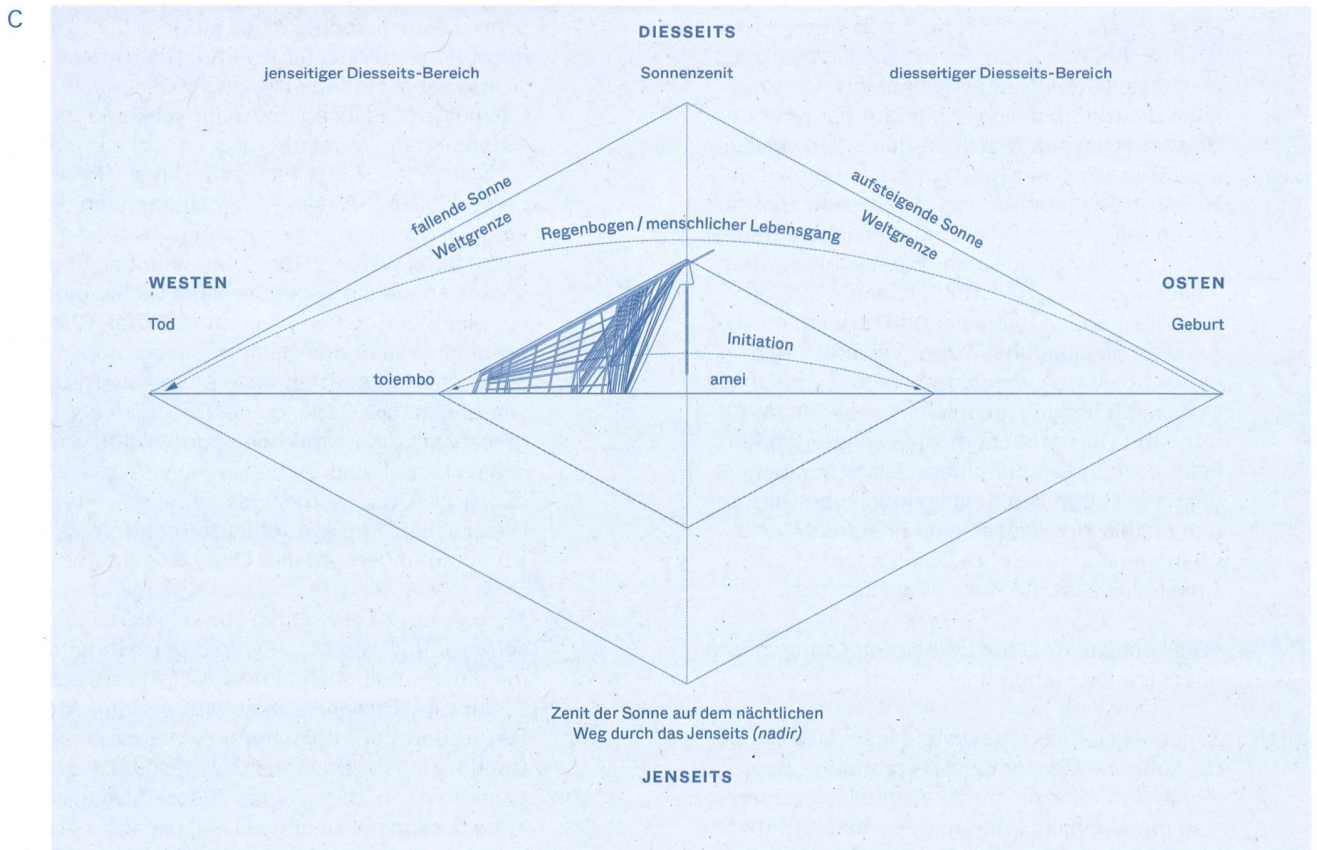 C
DIESSEITS
jenseitiger Diesseits-Bereich
Sonnenzenit
diesseitiger Diesseits-Bereich
fallende Sonne
Weltgrenze
Regenbogen / menschlicher Lebensgang
aufsteigende Sonne
Weltgrenze
WESTEN
OSTEN
Tod
Geburt
Initiation
toiembo
amei
Zenit der Sonne auf dem nächtlichen
Weg durch das Jenseits (nadir)
JENSEITS